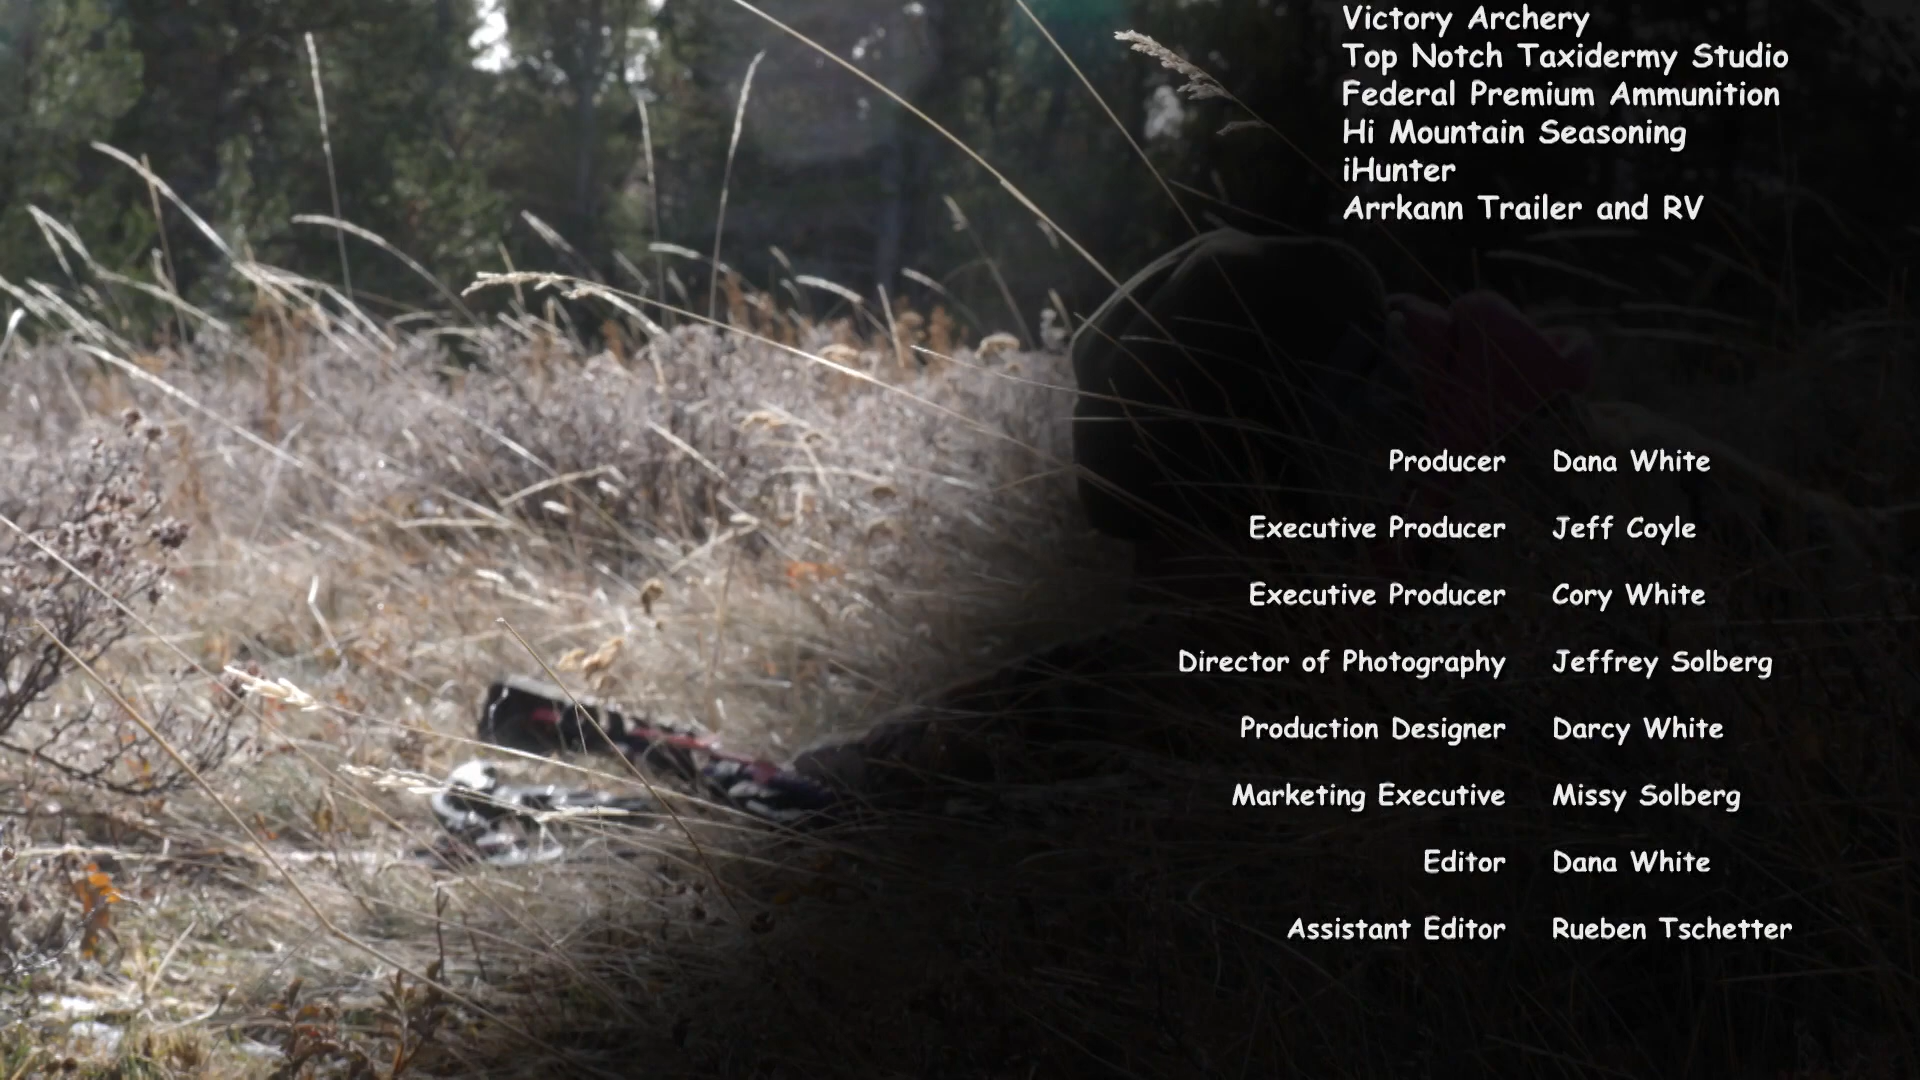 Victory Archery
Top Notch Taxidermy Studio
Federal Premium Ammunition
Hi Mountain Seasoning
iHunter
Arrkann Trailer and RV
Producer Dana White
Executive Producer Jeff Coyle
Executive Producer Cory White
Director of Photography Jeffrey Solberg
Production Designer Darcy White
Marketing Executive Missy Solberg
Editor Dana White
Assistant Editor Rueben Tschetter